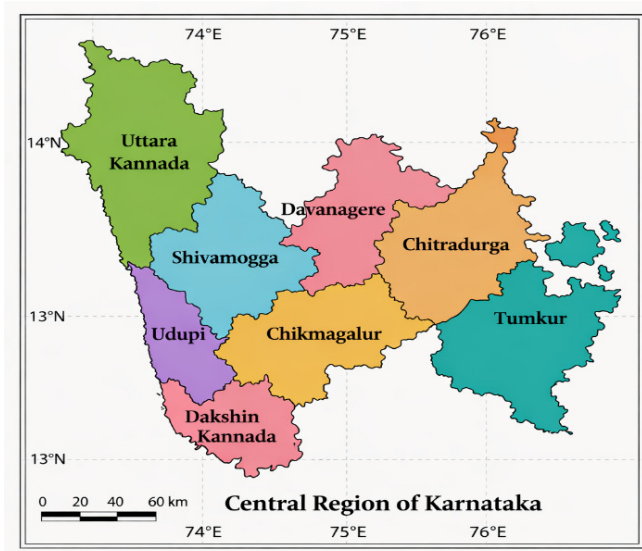 74°E 75°E 76°E
14°N
Uttara
Kannada
Davanagere
Shivamogga
Chitradurga
13°N
Udupi
Chikmagalur
Tumkur
Dakshin
Kannada
13°N
0 20 40 60 km
Central Region of Karnataka
74°E 75°E 76°E